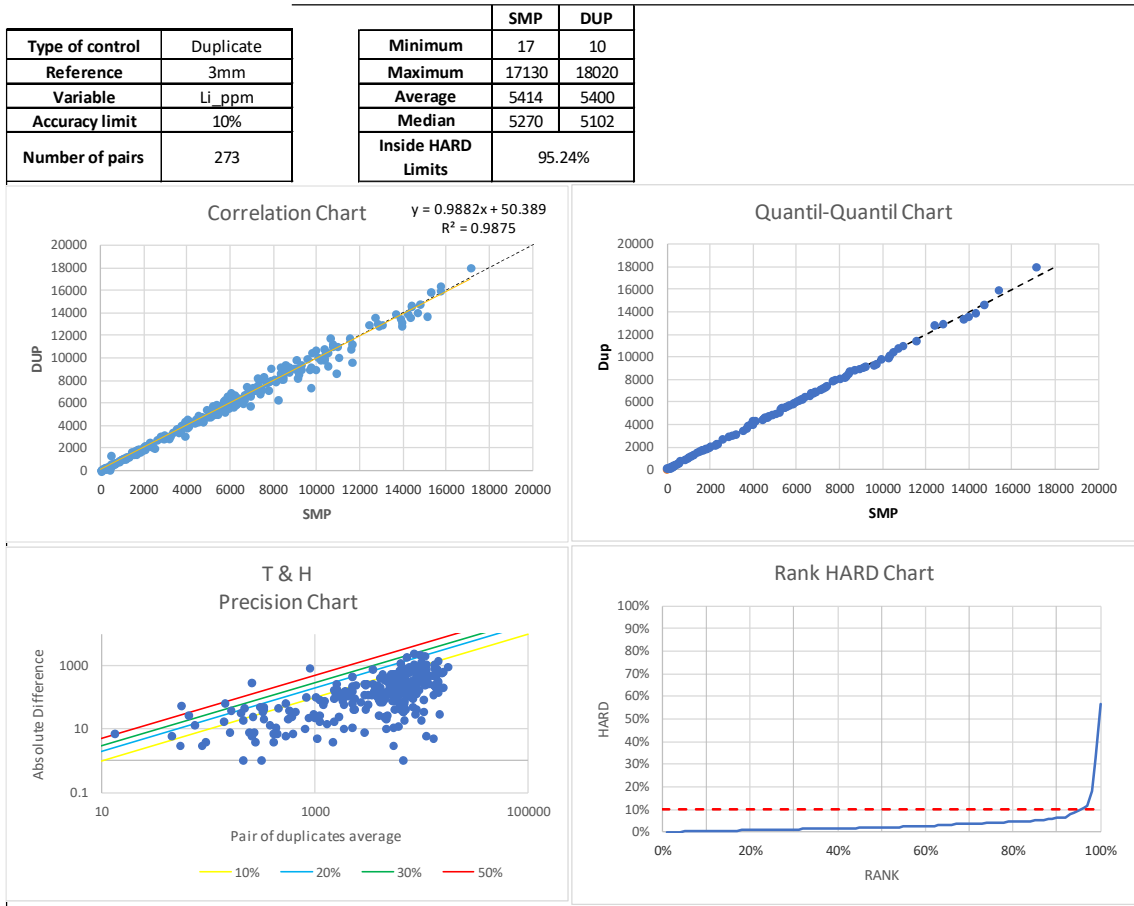 Type of control Duplicate
Reference 3mm
Variable Li_ppm
Accuracy limit 10%
Number of pairs 273
SMP DUP
Minimum 17 10
Maximum 17130 18020
Average 5414 5400
Median 5270 5102
Inside HARD
Limits 95.24%
Correlation Chart
y = 0.9882x + 50.389
R² = 0.9875
20000
18000
16000
14000
12000
10000
8000
6000
4000
2000
0
DUP
0 2000 4000 6000 8000 10000 12000 14000 16000 18000 20000
SMP
Quantil-Quantil Chart
20000
18000
16000
14000
12000
10000
8000
6000
4000
2000
0
Dup
0 2000 4000 6000 8000 10000 12000 14000 16000 18000 20000
SMP
T & H
Precision Chart
1000
10
0.1
Absolute Difference
10 1000 100000
Pair of duplicates average
10% 20% 30% 50%
Rank HARD Chart
100%
90%
80%
70%
60%
50%
40%
30%
20%
10%
0%
HARD
0% 20% 40% 60% 80% 100%
RANK